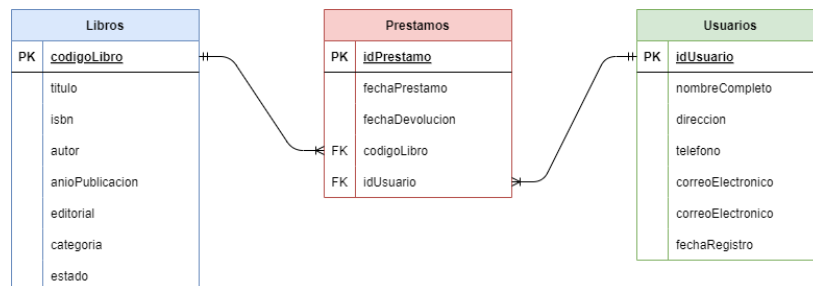 Libros
PK codigoLibro
titulo
isbn
autor
anioPublicacion
editorial
categoria
estado
Prestamos
PK idPrestamo
fechaPrestamo
fechaDevolucion
FK codigoLibro
FK idUsuario
Usuarios
PK idUsuario
nombreCompleto
direccion
telefono
correoElectronico
correoElectronico
fechaRegistro